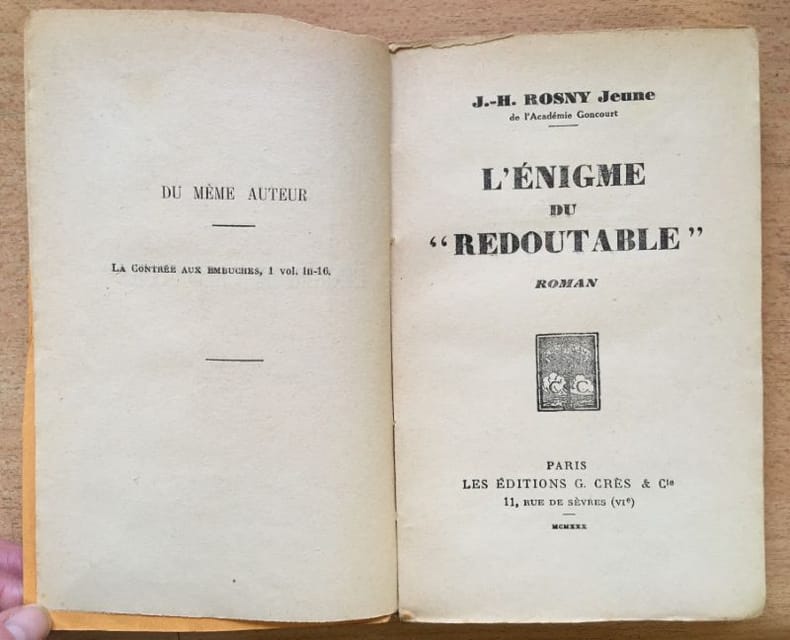 DU MÊME AUTEUR
LA CONTRÉE AUX EMBUCHES, 1 vol. in-16.
J.-H. ROSNY Jeune
de l'Académie Goncourt
L'ÉNIGME
DU
“REDOUTABLE”
ROMAN
C C
PARIS
LES ÉDITIONS G. CRÈS & Cie
11, RUE DE SÈVRES (VIe)
MCMXXX